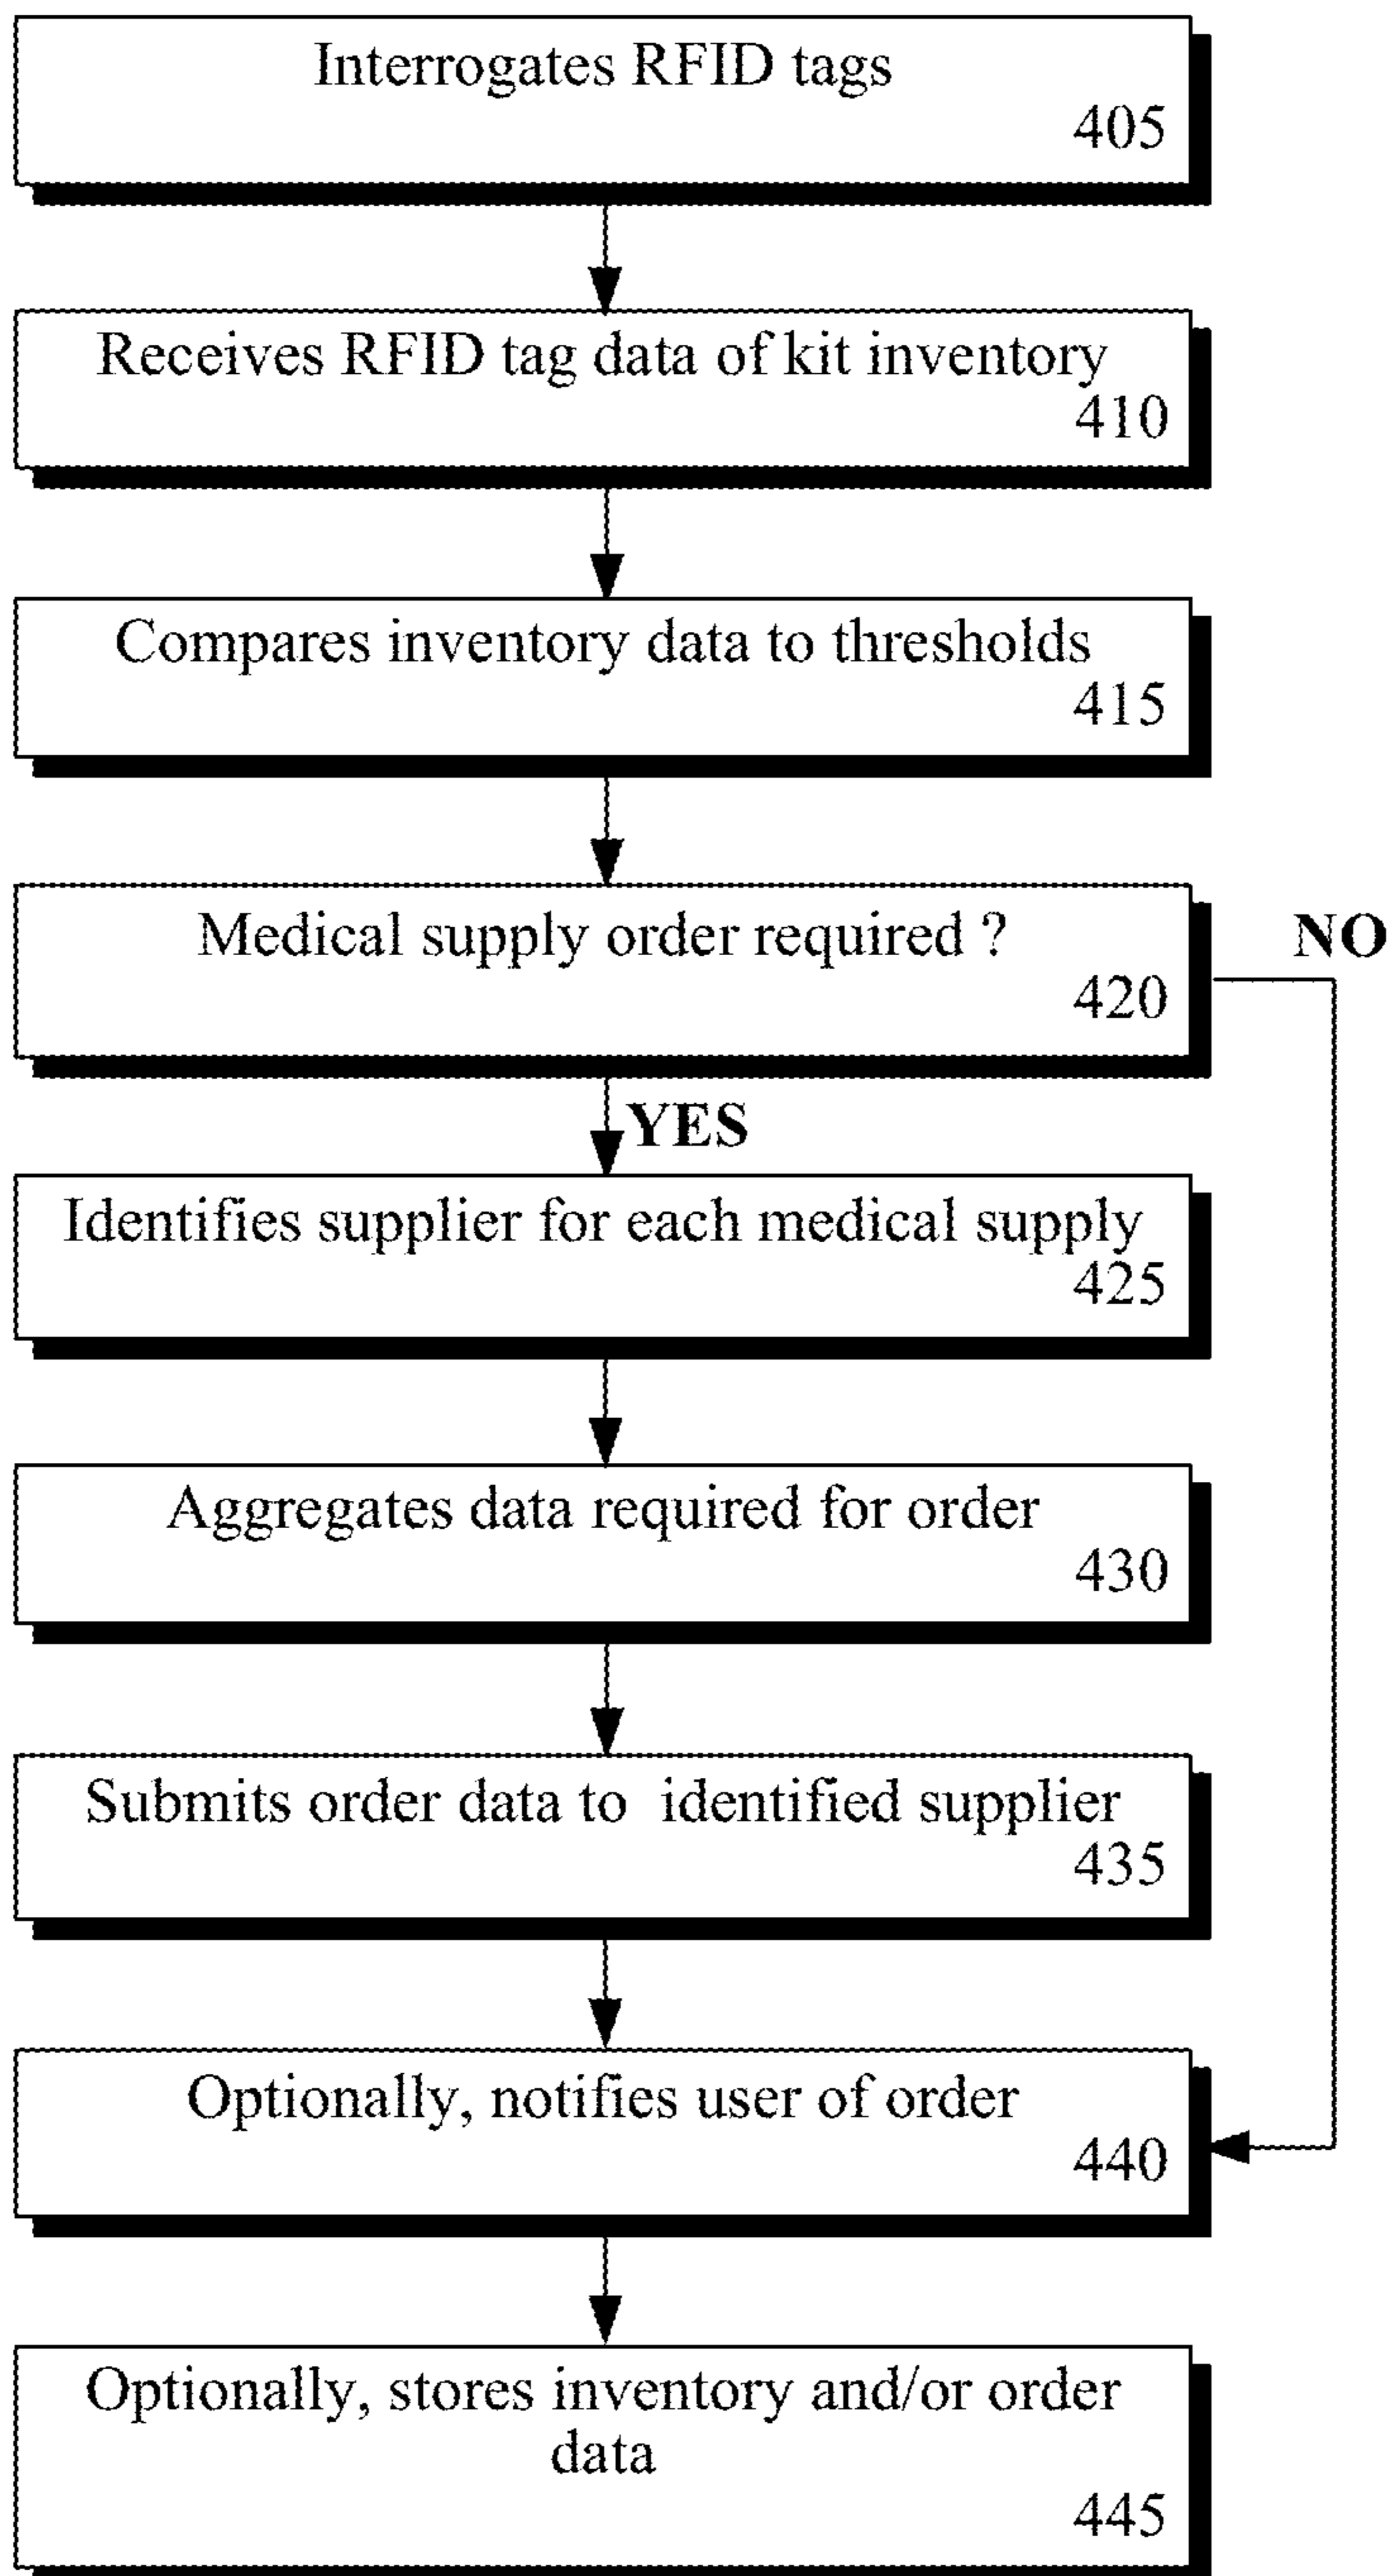 Interrogates RFID tags
405
Receives RFID tag data of kit inventory
410
Compares inventory data to thresholds
415
Medical supply order required ?
420
NO
YES
Identifies supplier for each medical supply
425
Aggregates data required for order
430
Submits order data to identified supplier
435
Optionally, notifies user of order
440
Optionally, stores inventory and/or order
data
445